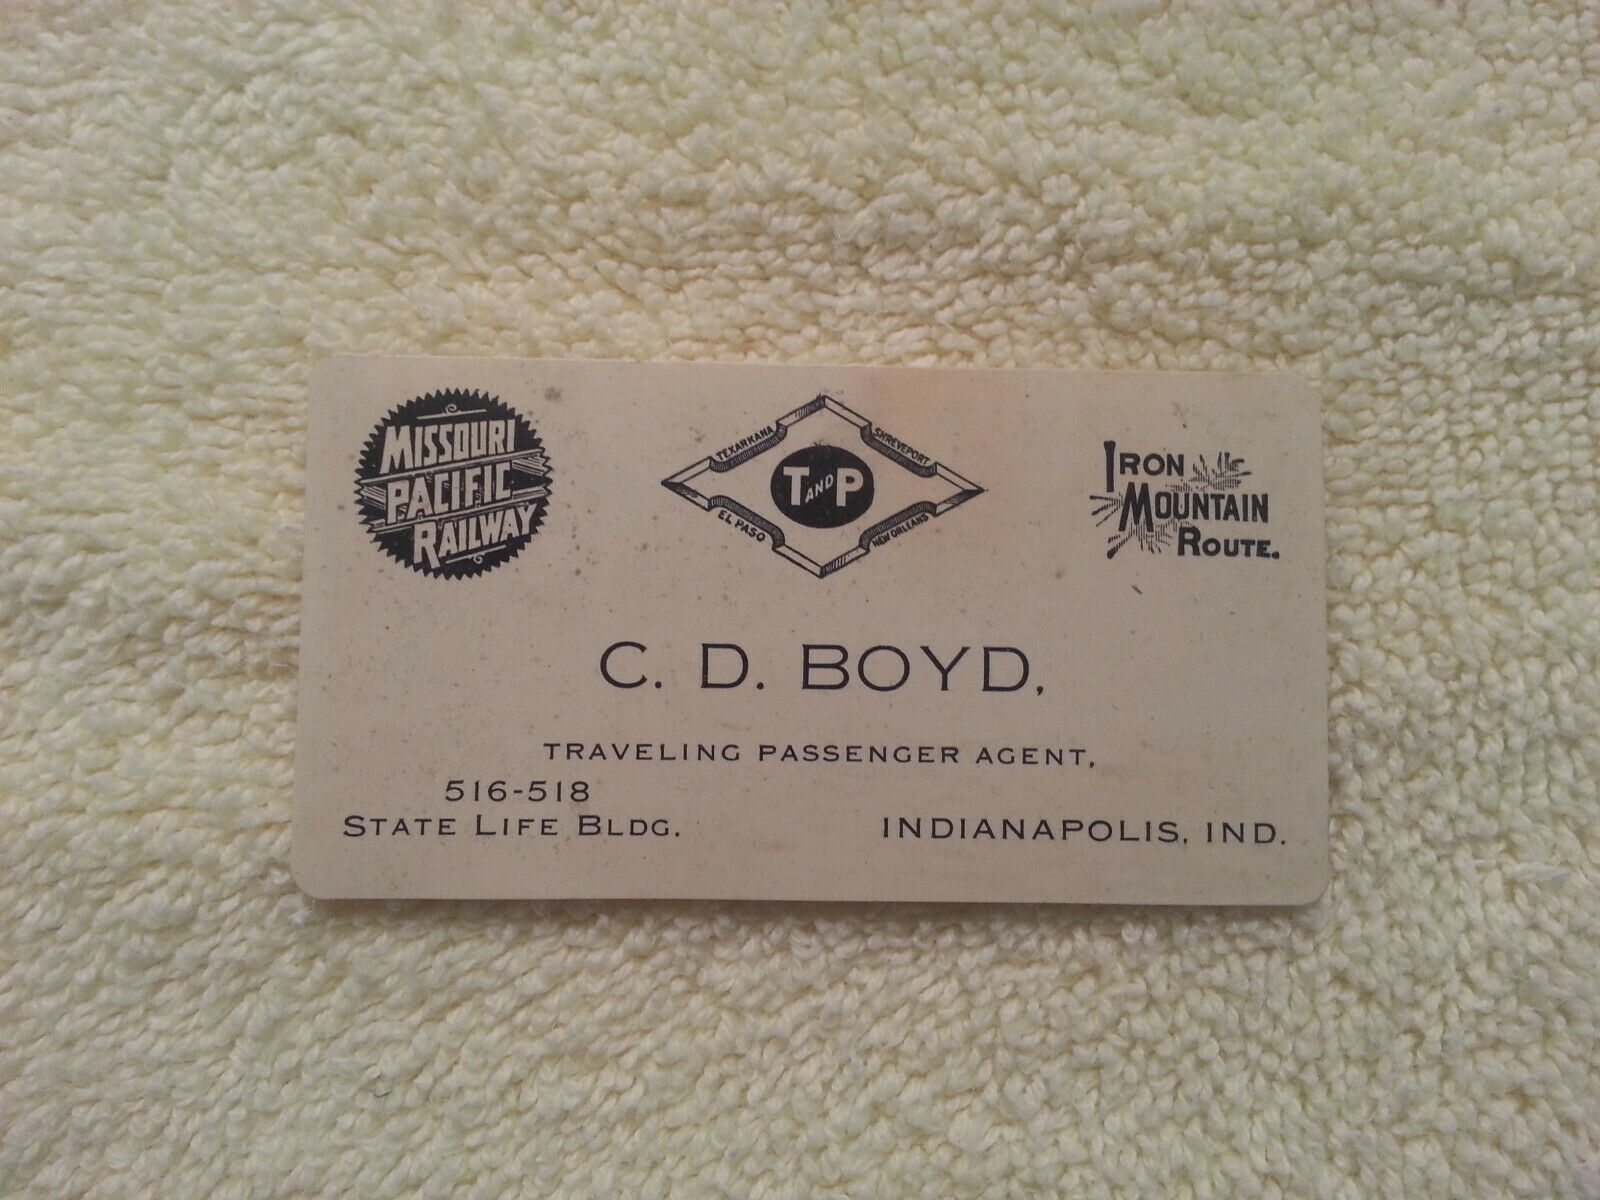 MISSOURI
PACIFIC
RAILWAY
TEXARKANA
SHREVEPORT
T AND P
EL PASO
NEW ORLEANS
IRON
MOUNTAIN
ROUTE.
C. D. BOYD,
TRAVELING PASSENGER AGENT,
516-518
STATE LIFE BLDG.
INDIANAPOLIS, IND.